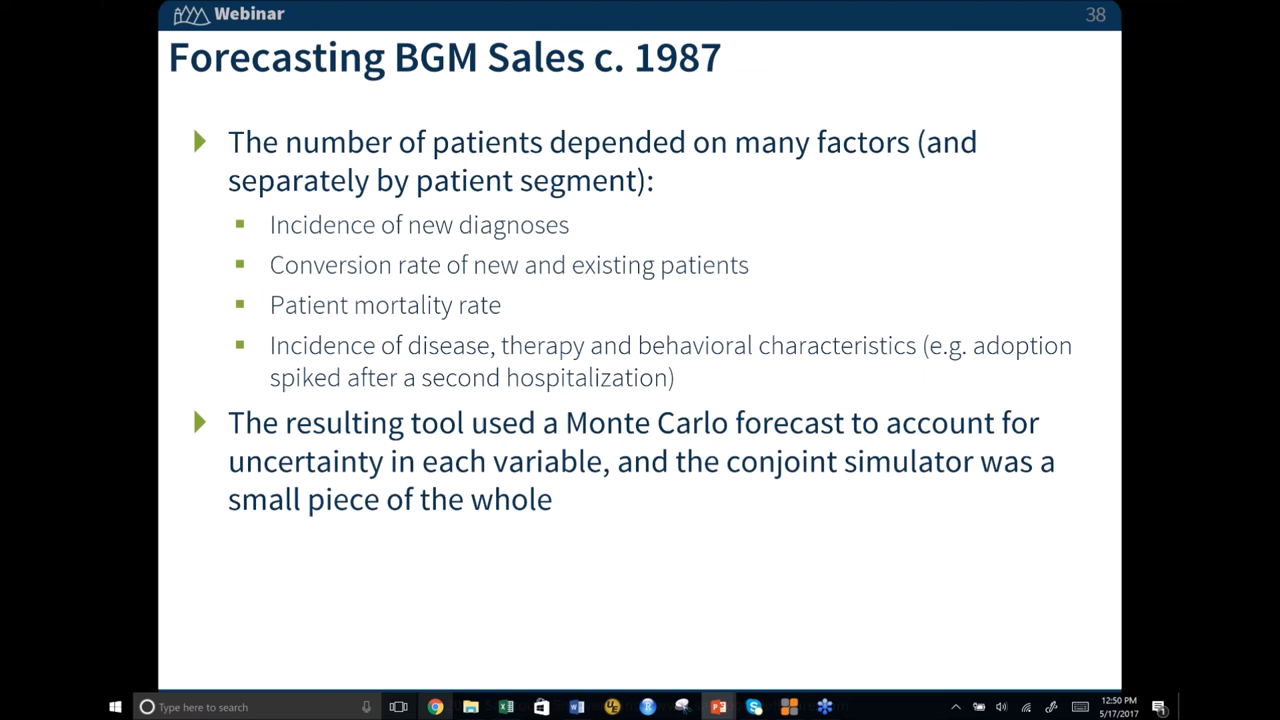 Webinar
38
Forecasting BGM Sales c. 1987
The number of patients depended on many factors (and
separately by patient segment):
Incidence of new diagnoses
Conversion rate of new and existing patients
Patient mortality rate
Incidence of disease, therapy and behavioral characteristics (e.g. adoption
spiked after a second hospitalization)
The resulting tool used a Monte Carlo forecast to account for
uncertainty in each variable, and the conjoint simulator was a
small piece of the whole
Type here to search
12:50 PM
5/17/2017